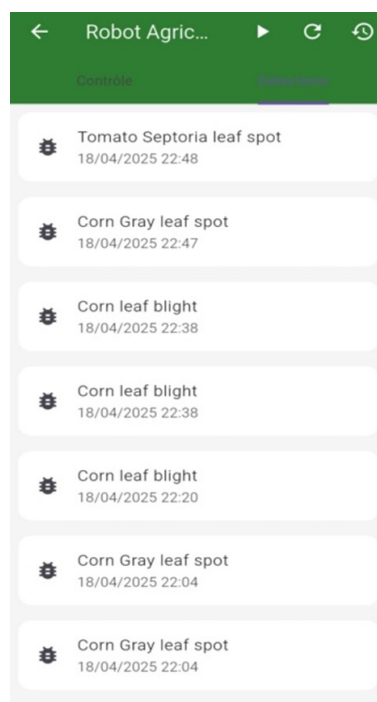 Robot Agric...
Contrôle
Tomato Septoria leaf spot
18/04/2025 22:48
Corn Gray leaf spot
18/04/2025 22:47
Corn leaf blight
18/04/2025 22:38
Corn leaf blight
18/04/2025 22:38
Corn leaf blight
18/04/2025 22:20
Corn Gray leaf spot
18/04/2025 22:04
Corn Gray leaf spot
18/04/2025 22:04